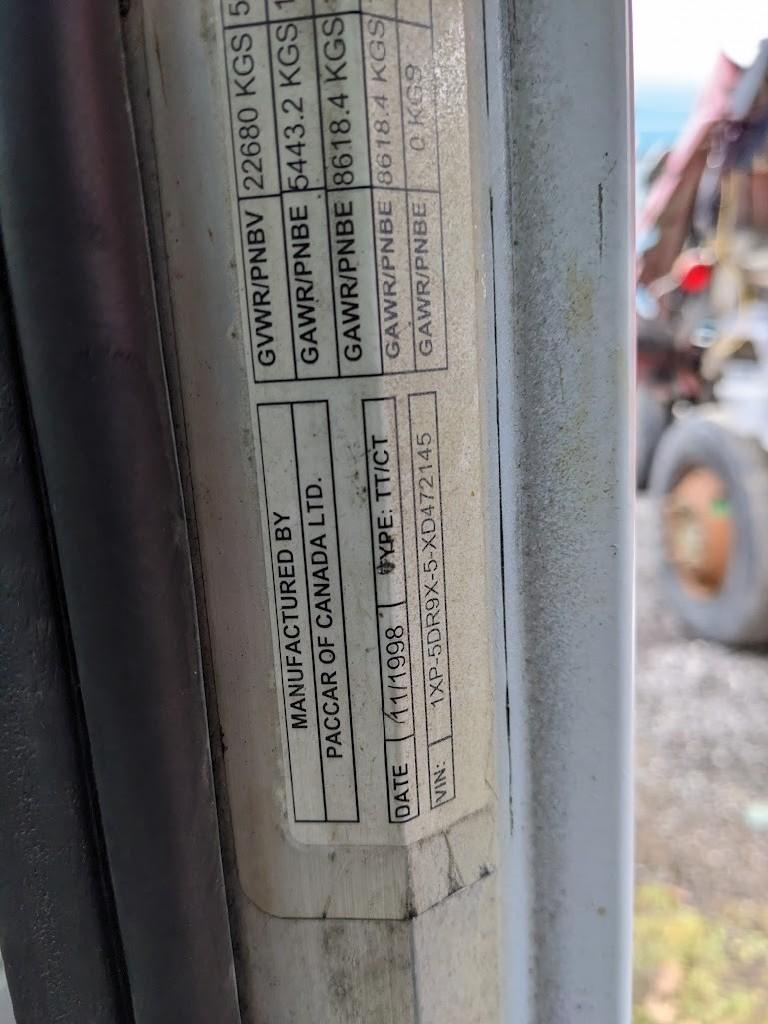 MANUFACTURED BY
PACCAR OF CANADA LTD.
DATE 11/1998 TYPE: TT/CT
VIN: 1XP-5DR9X-5-XD472145
GVWR/PNBV 22680 KGS
GAWR/PNBE 5443.2 KGS
GAWR/PNBE 8618.4 KGS
GAWR/PNBE 8618.4 KGS
GAWR/PNBE 0 KGS